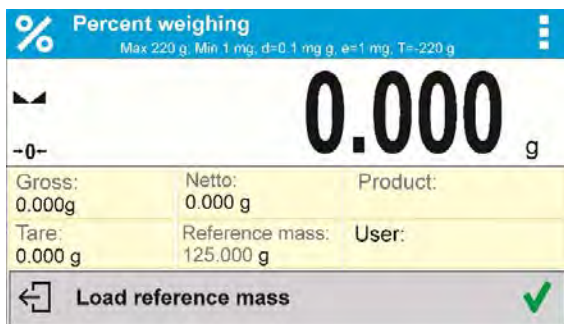 % Percent weighing
Max 220 g, Min 1 mg, d=0.1 mg g, e=1 mg, T=-220 g
0.000 g
→0←
Gross: Netto: Product:
0.000g 0.000 g
Tare: Reference mass: User:
0.000 g 125.000 g
Load reference mass